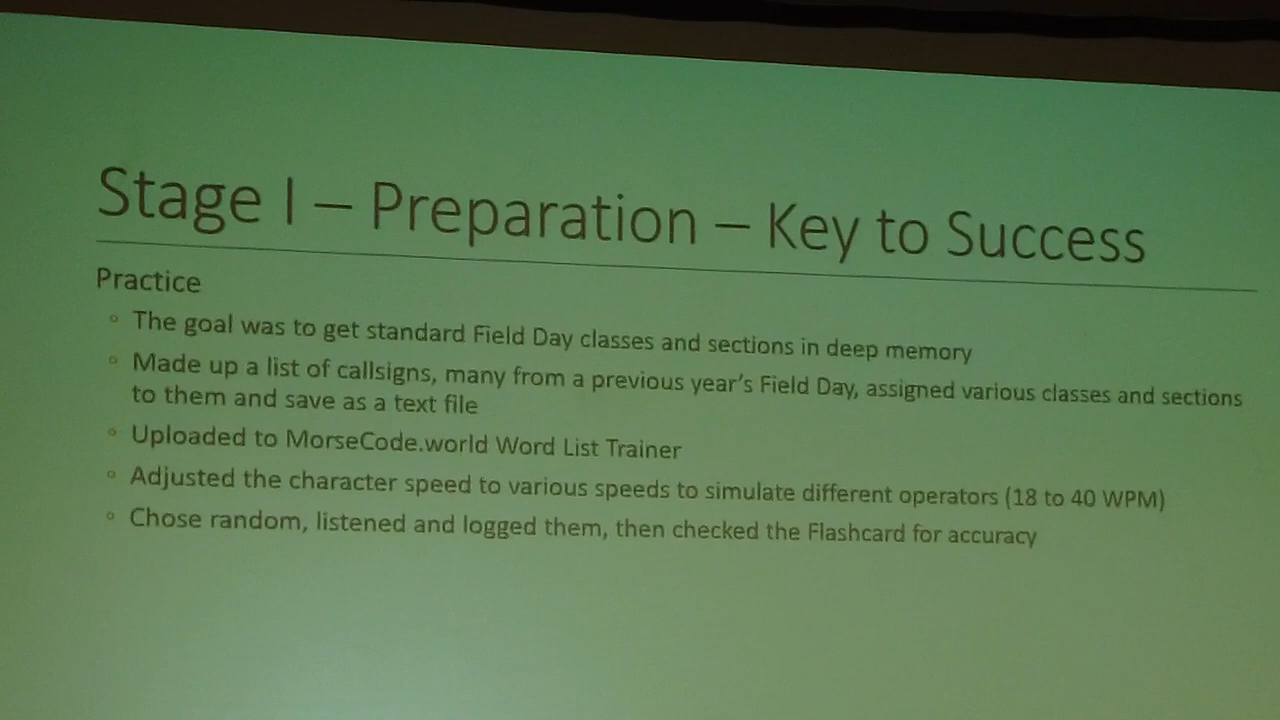 Stage I – Preparation – Key to Success
Practice
◦ The goal was to get standard Field Day classes and sections in deep memory
◦ Made up a list of callsigns, many from a previous year's Field Day, assigned various classes and sections
to them and save as a text file
◦ Uploaded to MorseCode.world Word List Trainer
◦ Adjusted the character speed to various speeds to simulate different operators (18 to 40 WPM)
◦ Chose random, listened and logged them, then checked the Flashcard for accuracy